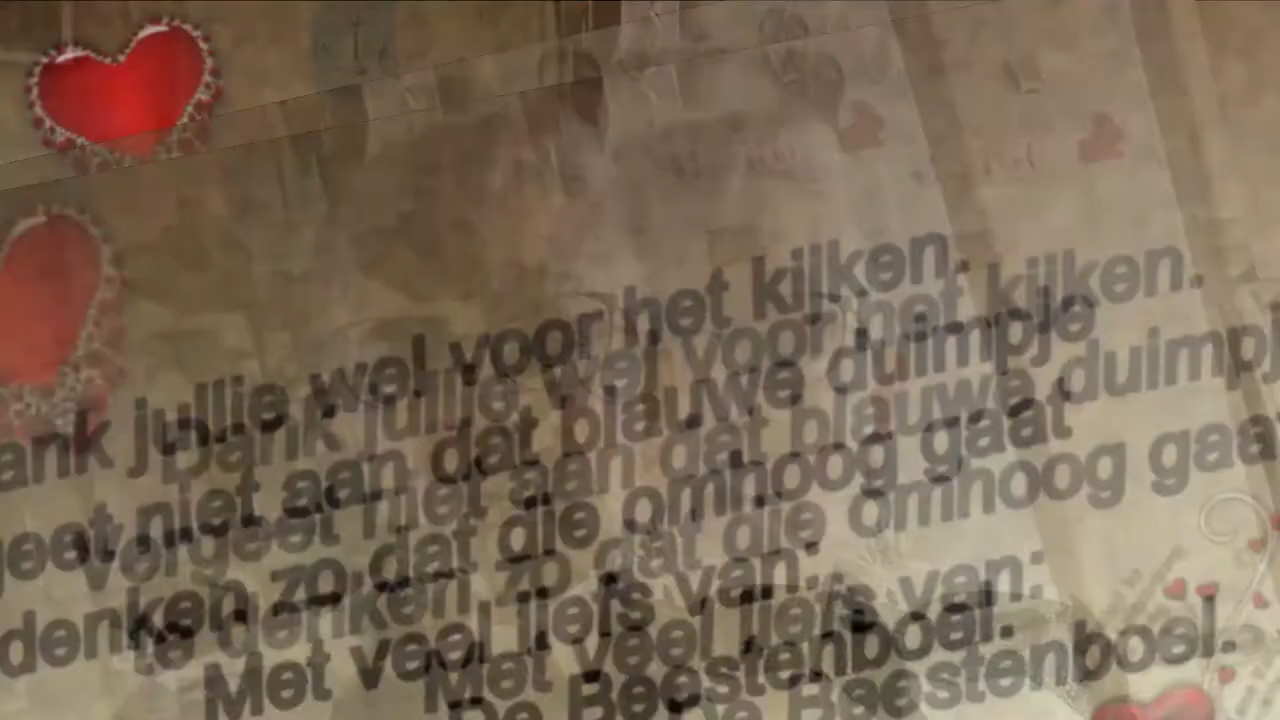 Dank jullie wel voor het kijken.
Vergeet niet aan dat blauwe duimpje
te denken zo dat die omhoog gaat
Met veel liefs van:
De Beestenboel.